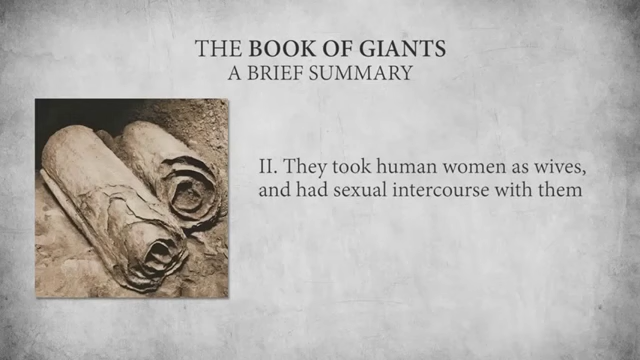 THE BOOK OF GIANTS
A BRIEF SUMMARY
II. They took human women as wives,
and had sexual intercourse with them